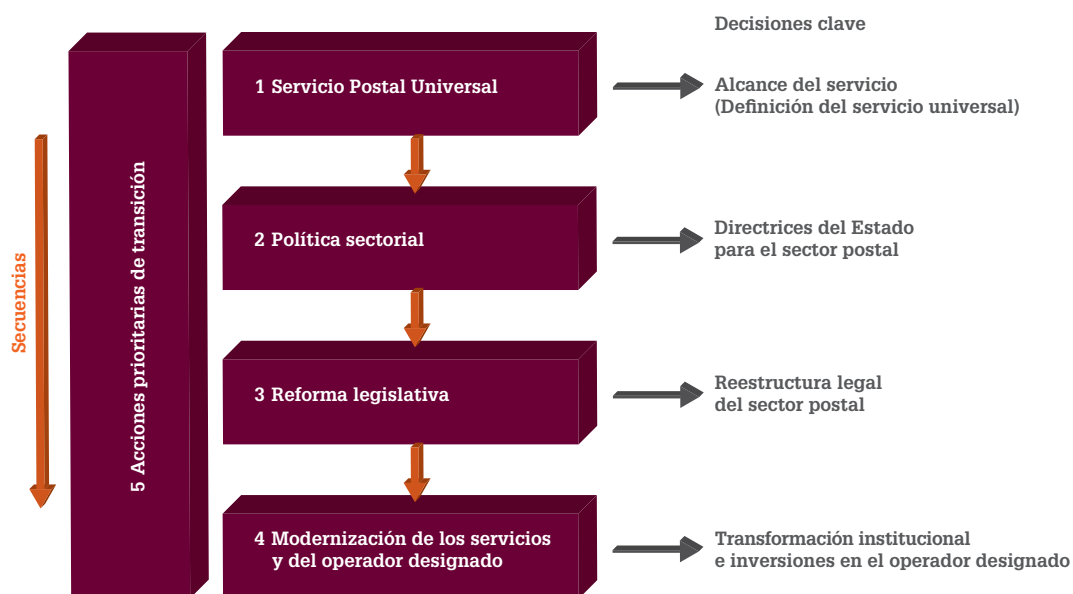 Decisiones clave
1 Servicio Postal Universal
Alcance del servicio
(Definición del servicio universal)
2 Política sectorial
Directrices del Estado
para el sector postal
3 Reforma legislativa
Reestructura legal
del sector postal
4 Modernización de los servicios
y del operador designado
Transformación institucional
e inversiones en el operador designado
5 Acciones prioritarias de transición
Secuencias